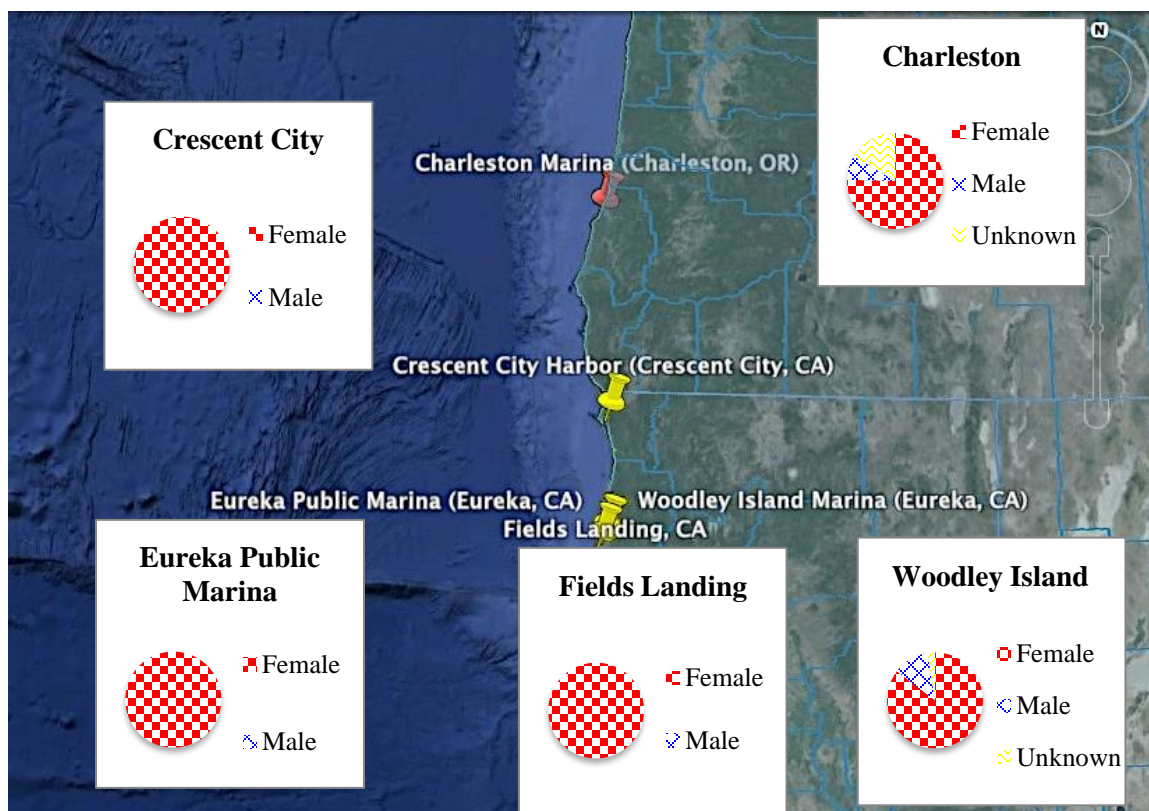 Charleston
Female
Male
Unknown
N
Crescent City
Female
Male
Charleston Marina (Charleston, OR)
Crescent City Harbor (Crescent City, CA)
Eureka Public Marina (Eureka, CA)
Woodley Island Marina (Eureka, CA)
Fields Landing, CA
Eureka Public
Marina
Female
Male
Fields Landing
Female
Male
Woodley Island
Female
Male
Unknown